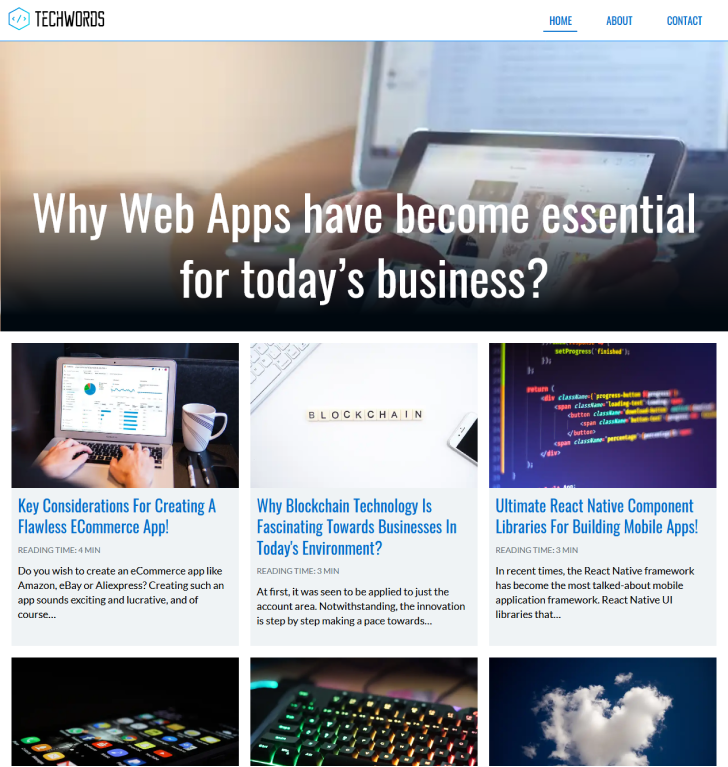 </> TECHWORDS
HOME ABOUT CONTACT
Why Web Apps have become essential
for today's business?
BLOCKCHAIN
setProgress('finished');
return (
</button>
</div>
Key Considerations For Creating A
Flawless ECommerce App!
READING TIME: 4 MIN
Do you wish to create an eCommerce app like
Amazon, eBay or Aliexpress? Creating such an
app sounds exciting and lucrative, and of
course...
Why Blockchain Technology Is
Fascinating Towards Businesses In
Today's Environment?
READING TIME: 3 MIN
At first, it was seen to be applied to just the
account area. Notwithstanding, the innovation
is step by step making a pace towards...
Ultimate React Native Component
Libraries For Building Mobile Apps!
READING TIME: 3 MIN
In recent times, the React Native framework
has become the most talked-about mobile
application framework. React Native UI
libraries that...